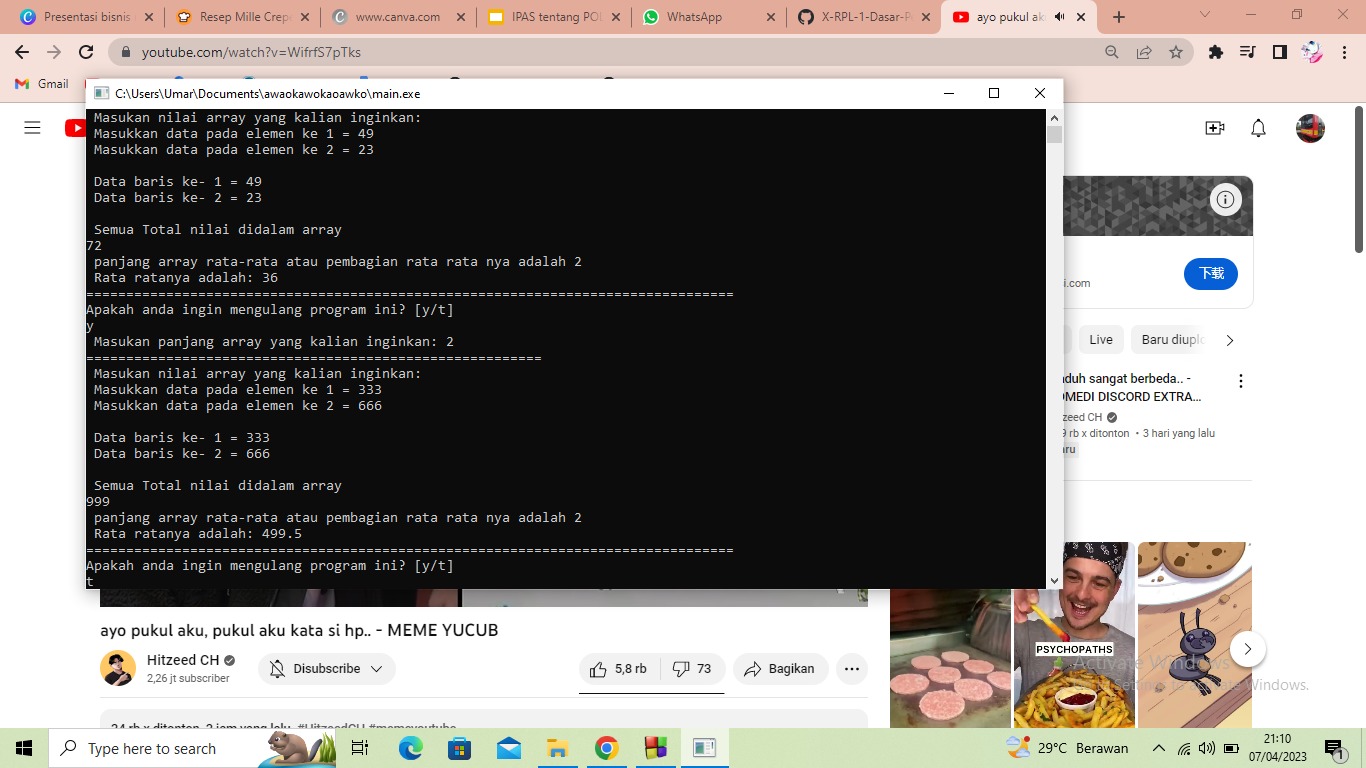 Presentasi bisnis
Resep Mille Crep
www.canva.com
IPAS tentang POL
WhatsApp
X-RPL-1-Dasar-P
ayo pukul ak
youtube.com/watch?v=WifrfS7pTks
Gmail
C:\Users\Umar\Documents\awaokawokaoawko\main.exe
Masukan nilai array yang kalian inginkan:
Masukkan data pada elemen ke 1 = 49
Masukkan data pada elemen ke 2 = 23
Data baris ke- 1 = 49
Data baris ke- 2 = 23
Semua Total nilai didalam array
72
panjang array rata-rata atau pembagian rata rata nya adalah 2
Rata ratanya adalah: 36
=================================================================================
Apakah anda ingin mengulang program ini? [y/t]
y
Masukan panjang array yang kalian inginkan: 2
=========================================================
Masukan nilai array yang kalian inginkan:
Masukkan data pada elemen ke 1 = 333
Masukkan data pada elemen ke 2 = 666
Data baris ke- 1 = 333
Data baris ke- 2 = 666
Semua Total nilai didalam array
999
panjang array rata-rata atau pembagian rata rata nya adalah 2
Rata ratanya adalah: 499.5
=================================================================================
Apakah anda ingin mengulang program ini? [y/t]
t
i.com
下载
Live
Baru diuplo
duh sangat berbeda.. -
OMEDI DISCORD EXTRA...
zeed CH
9 rb x ditonton • 3 hari yang lalu
aru
ayo pukul aku, pukul aku kata si hp.. - MEME YUCUB
Hitzeed CH
2,26 jt subscriber
Disubscribe
5,8 rb
73
Bagikan
24 rb x ditonton 2 jam yang lalu #HitzeedCH #memeyoutube
PSYCHOPATHS
Activate Windows
Go to Settings to activate Windows.
Type here to search
29°C Berawan
21:10
07/04/2023
1